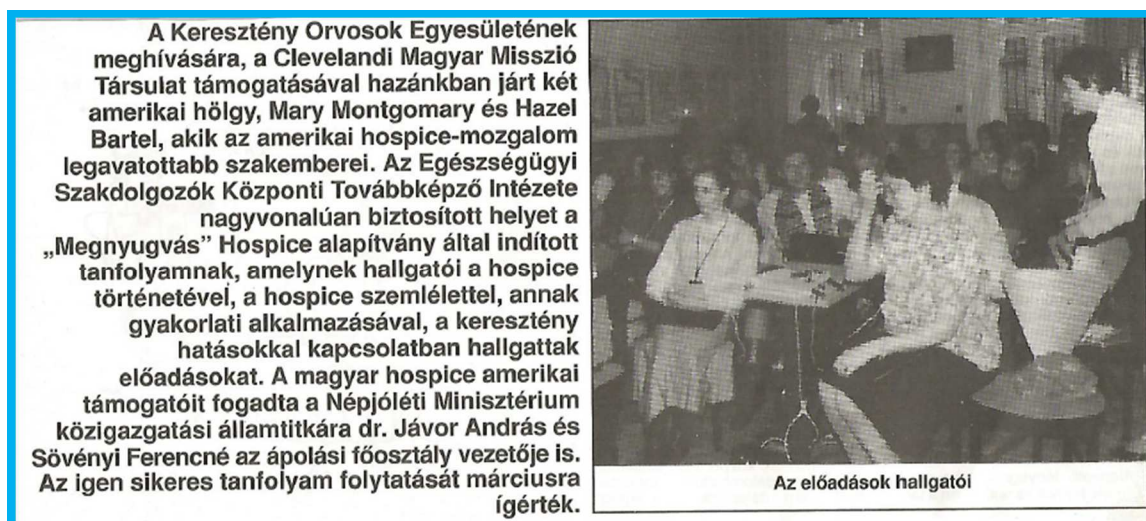 A Keresztény Orvosok Egyesületének
meghívására, a Clevelandi Magyar Misszió
Társulat támogatásával hazánkban járt két
amerikai hölgy, Mary Montgomary és Hazel
Bartel, akik az amerikai hospice-mozgalom
legavatottabb szakemberei. Az Egészségügyi
Szakdolgozók Központi Továbbképző Intézete
nagyvonalúan biztosított helyet a
„Megnyugvás” Hospice alapítvány által indított
tanfolyamnak, amelynek hallgatói a hospice
történetével, a hospice szemlélettel, annak
gyakorlati alkalmazásával, a keresztény
hatásokkal kapcsolatban hallgattak
előadásokat. A magyar hospice amerikai
támogatóit fogadta a Népjóléti Minisztérium
közigazgatási államtitkára dr. Jávor András és
Sövényi Ferencné az ápolási főosztály vezetője is.
Az igen sikeres tanfolyam folytatását márciusra
ígérték.
Az előadások hallgatói